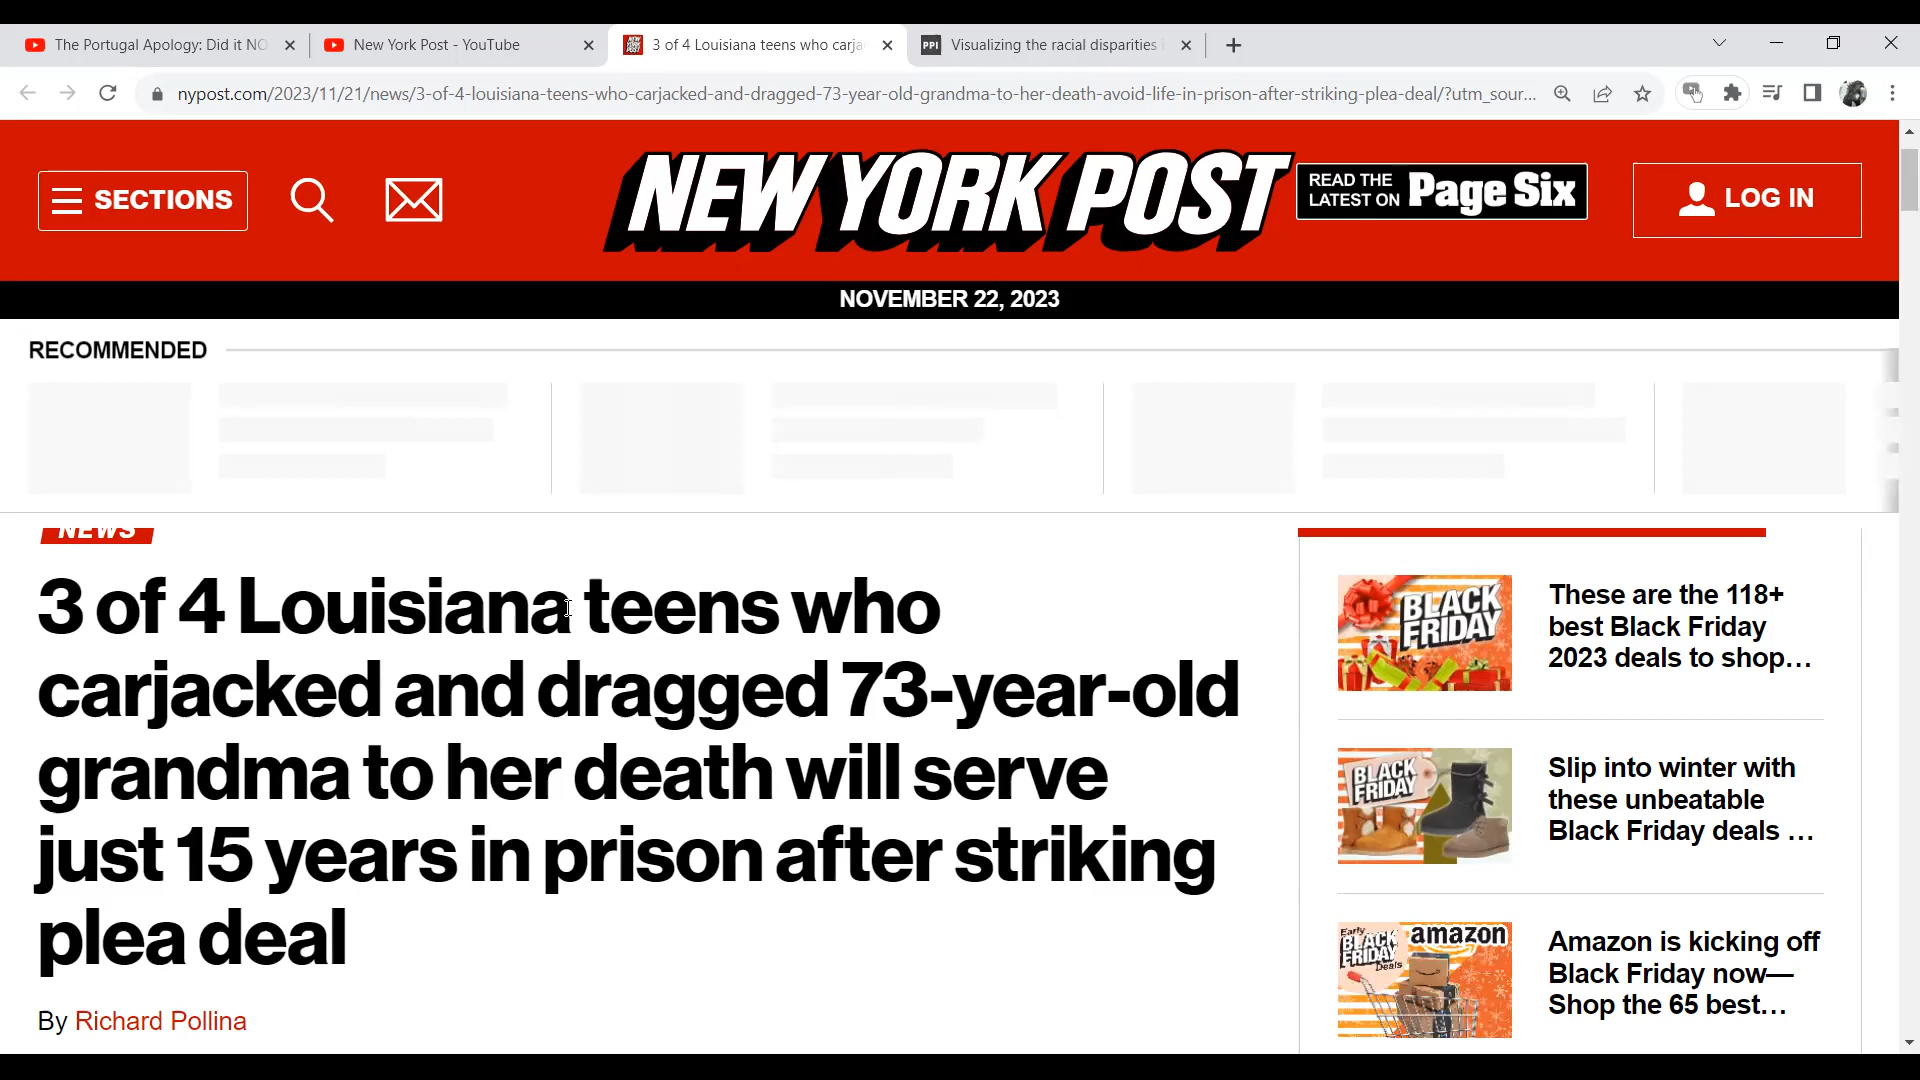 The Portugal Apology: Did it NO
New York Post - YouTube
3 of 4 Louisiana teens who carja
PPI
Visualizing the racial disparities
nypost.com/2023/11/21/news/3-of-4-louisiana-teens-who-carjacked-and-dragged-73-year-old-grandma-to-her-death-avoid-life-in-prison-after-striking-plea-deal/?utm_sour...
SECTIONS
NEW YORK POST
READ THE
LATEST ON Page Six
LOG IN
NOVEMBER 22, 2023
RECOMMENDED
NEWS
3 of 4 Louisiana teens who
carjacked and dragged 73-year-old
grandma to her death will serve
just 15 years in prison after striking
plea deal
By Richard Pollina
BLACK
FRIDAY
These are the 118+
best Black Friday
2023 deals to shop...
BLACK
FRIDAY
Slip into winter with
these unbeatable
Black Friday deals ...
Early
BLACK
FRIDAY
Deals
amazon
Amazon is kicking off
Black Friday now—
Shop the 65 best...